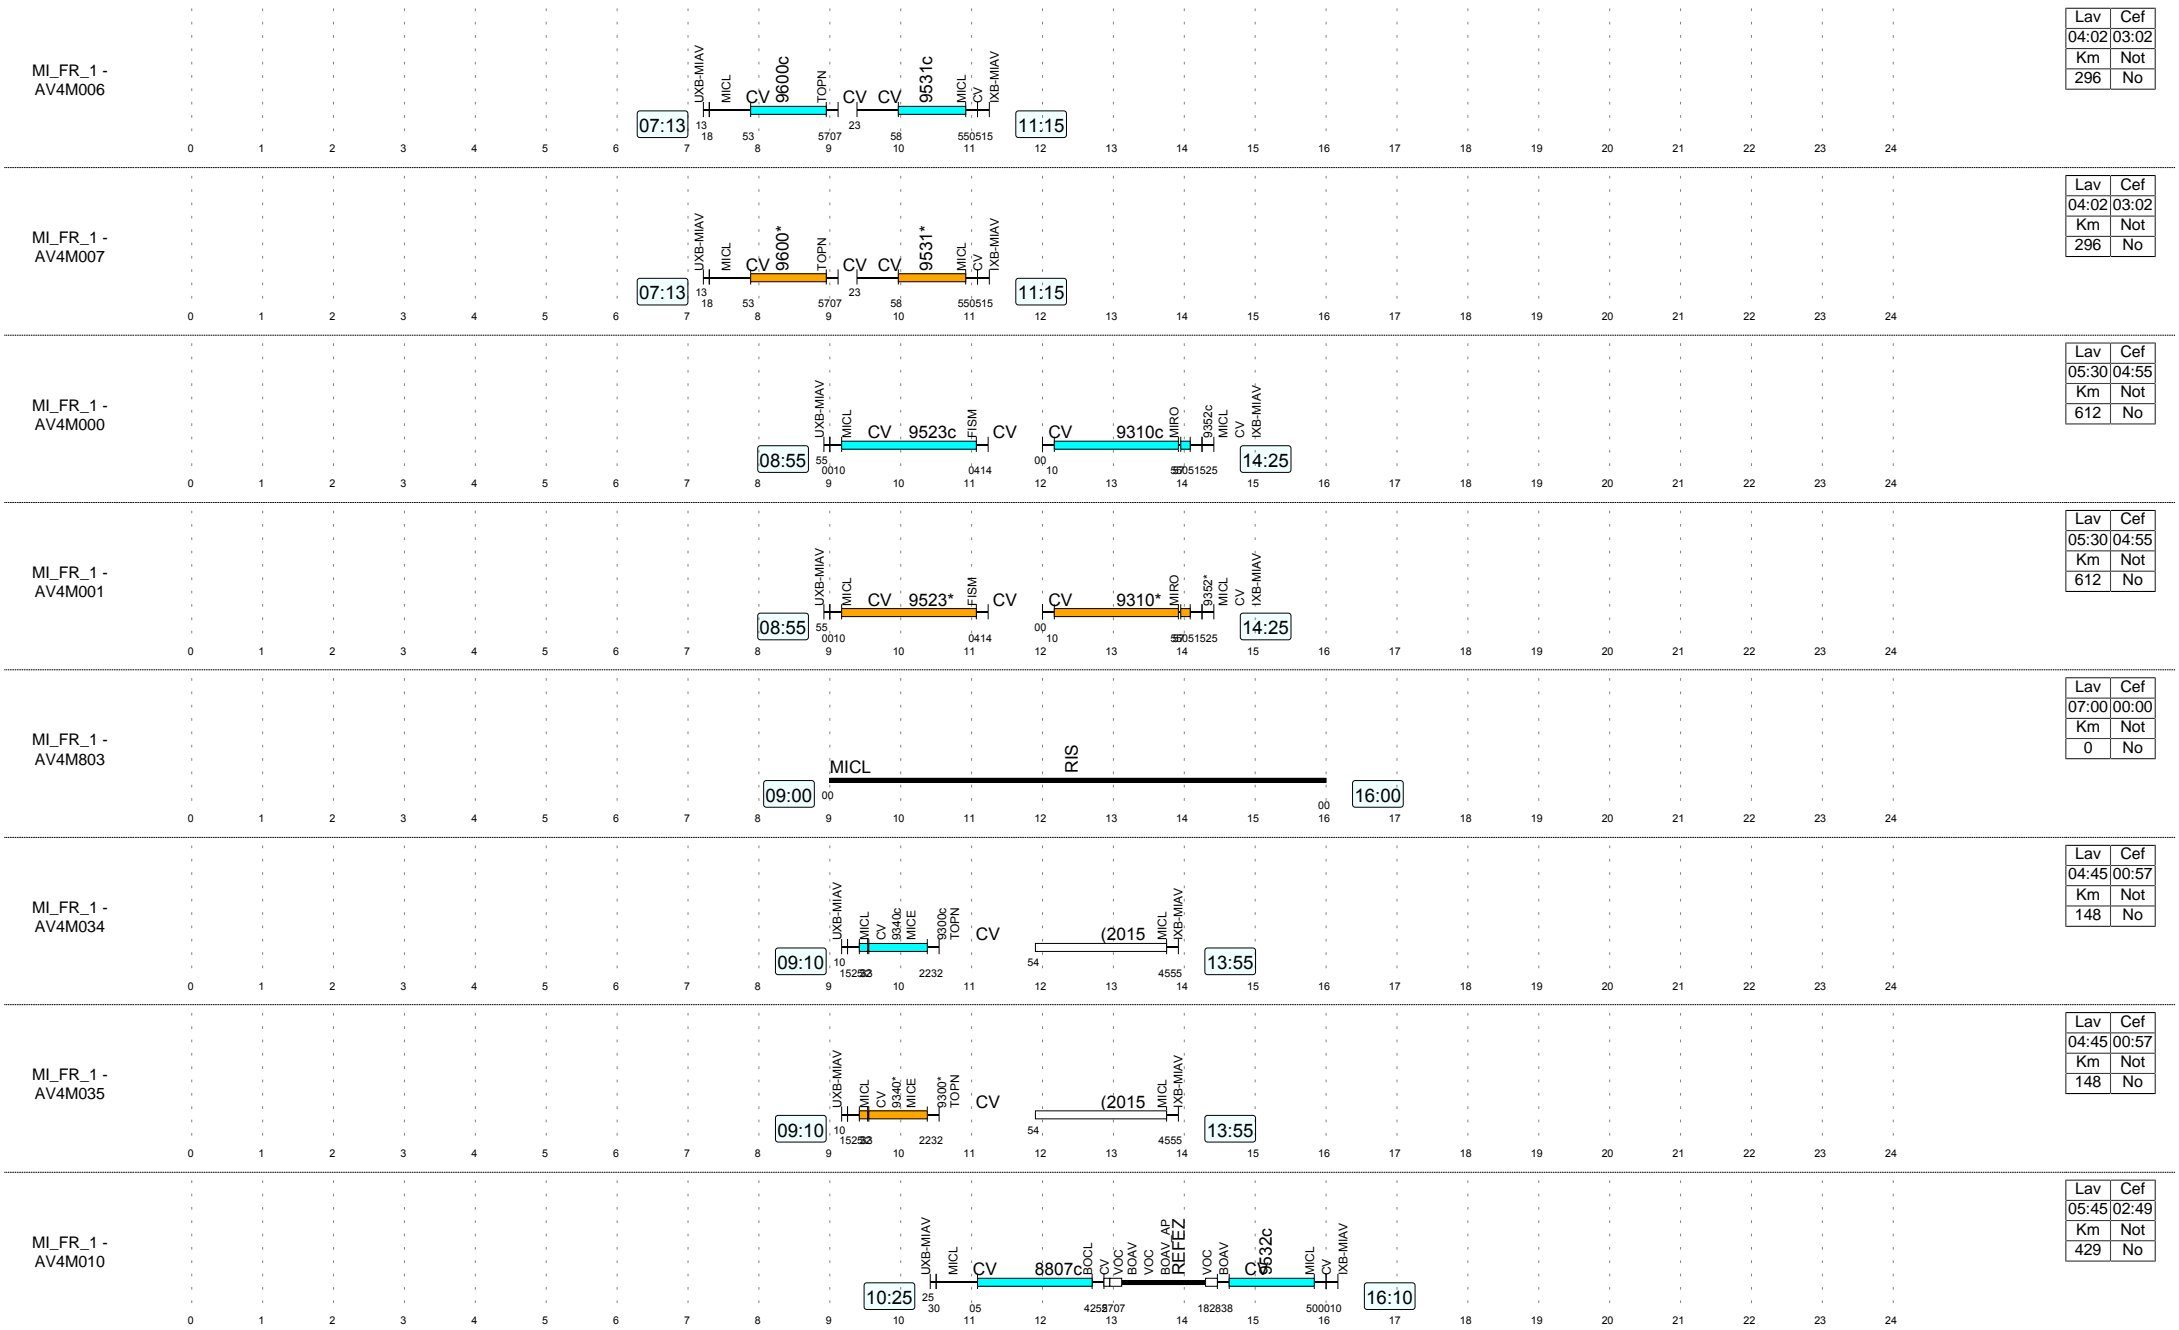 MI_FR_1 -
AV4M006
UXB-MIAV MICL CV 9600c TOPN CV CV 9531c MICL CV IXB-MIAV
07:13 13 18 53 5707 23 58 550515 11:15
0 1 2 3 4 5 6 7 8 9 10 11 12 13 14 15 16 17 18 19 20 21 22 23 24
Lav Cef
04:02 03:02
Km Not
296 No
MI_FR_1 -
AV4M007
UXB-MIAV MICL CV 9600* TOPN CV CV 9531* MICL CV IXB-MIAV
07:13 13 18 53 5707 23 58 550515 11:15
0 1 2 3 4 5 6 7 8 9 10 11 12 13 14 15 16 17 18 19 20 21 22 23 24
Lav Cef
04:02 03:02
Km Not
296 No
MI_FR_1 -
AV4M000
UXB-MIAV MICL CV 9523c FISM CV CV 9310c MIRO 9352c MICL CV IXB-MIAV
08:55 55 0010 0414 00 10 051525 14:25
0 1 2 3 4 5 6 7 8 9 10 11 12 13 14 15 16 17 18 19 20 21 22 23 24
Lav Cef
05:30 04:55
Km Not
612 No
MI_FR_1 -
AV4M001
UXB-MIAV MICL CV 9523* FISM CV CV 9310* MIRO 9352* MICL CV IXB-MIAV
08:55 55 0010 0414 00 10 051525 14:25
0 1 2 3 4 5 6 7 8 9 10 11 12 13 14 15 16 17 18 19 20 21 22 23 24
Lav Cef
05:30 04:55
Km Not
612 No
MI_FR_1 -
AV4M803
MICL RIS
09:00 00 00 16:00
0 1 2 3 4 5 6 7 8 9 10 11 12 13 14 15 16 17 18 19 20 21 22 23 24
Lav Cef
07:00 00:00
Km Not
0 No
MI_FR_1 -
AV4M034
UXB-MIAV MICL CV 9340c MICE 9300c TOPN CV (2015 MICL IXB-MIAV
09:10 10 1525 2232 54 4555 13:55
0 1 2 3 4 5 6 7 8 9 10 11 12 13 14 15 16 17 18 19 20 21 22 23 24
Lav Cef
04:45 00:57
Km Not
148 No
MI_FR_1 -
AV4M035
UXB-MIAV MICL CV 9340* MICE 9300* TOPN CV (2015 MICL IXB-MIAV
09:10 10 1525 2232 54 4555 13:55
0 1 2 3 4 5 6 7 8 9 10 11 12 13 14 15 16 17 18 19 20 21 22 23 24
Lav Cef
04:45 00:57
Km Not
148 No
MI_FR_1 -
AV4M010
UXB-MIAV MICL CV 8807c BOCL CV VOC BOAV VOC BOAV_AP REFEZ VOC BOAV CV 9532c MICL CV IXB-MIAV
10:25 25 30 05 42 0707 182838 500010 16:10
0 1 2 3 4 5 6 7 8 9 10 11 12 13 14 15 16 17 18 19 20 21 22 23 24
Lav Cef
05:45 02:49
Km Not
429 No